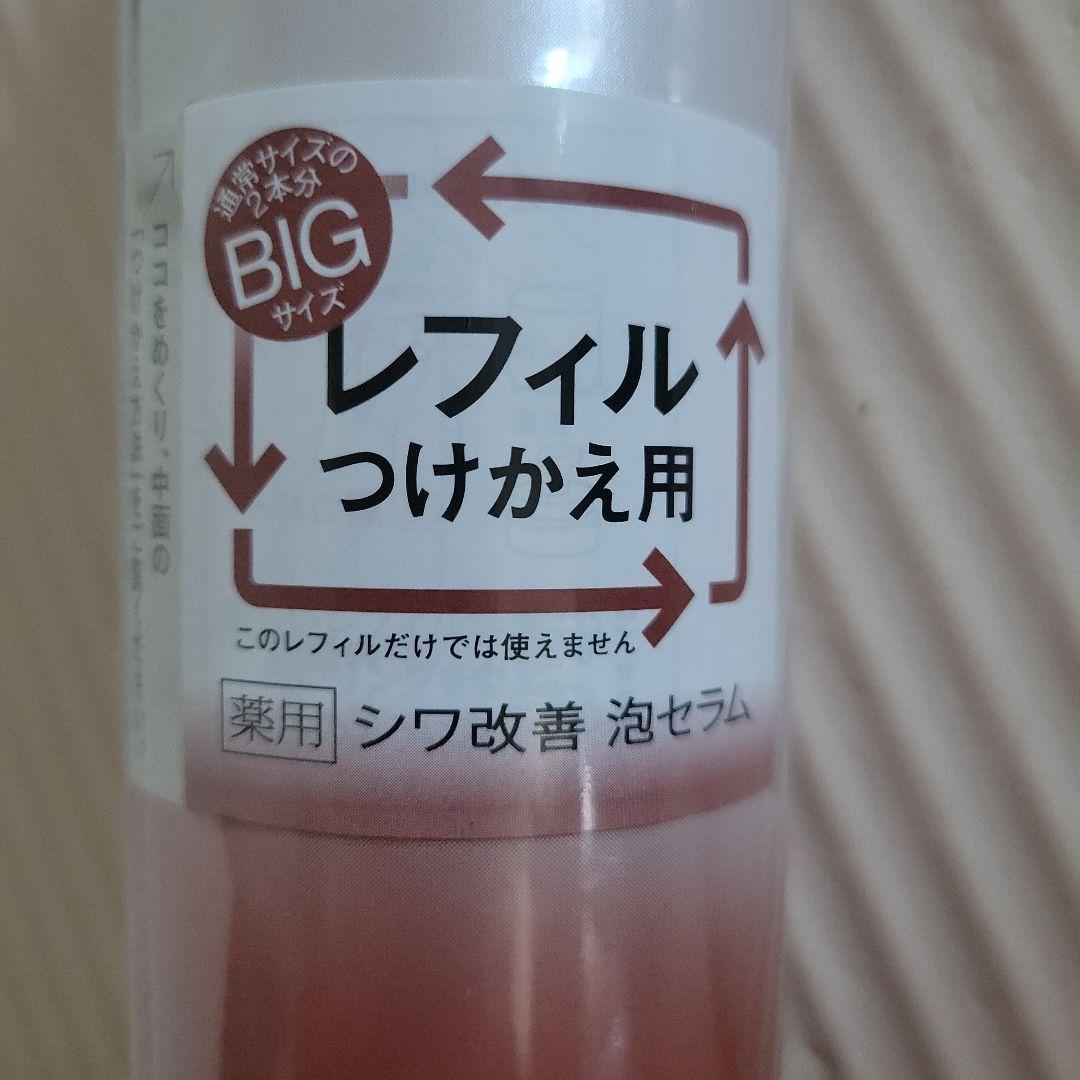 通常サイズの
2本分
BIG
サイズ
レフィル
つけかえ用
このレフィルだけでは使えません
薬用 シワ改善 泡セラム
ココをめくり、中面の